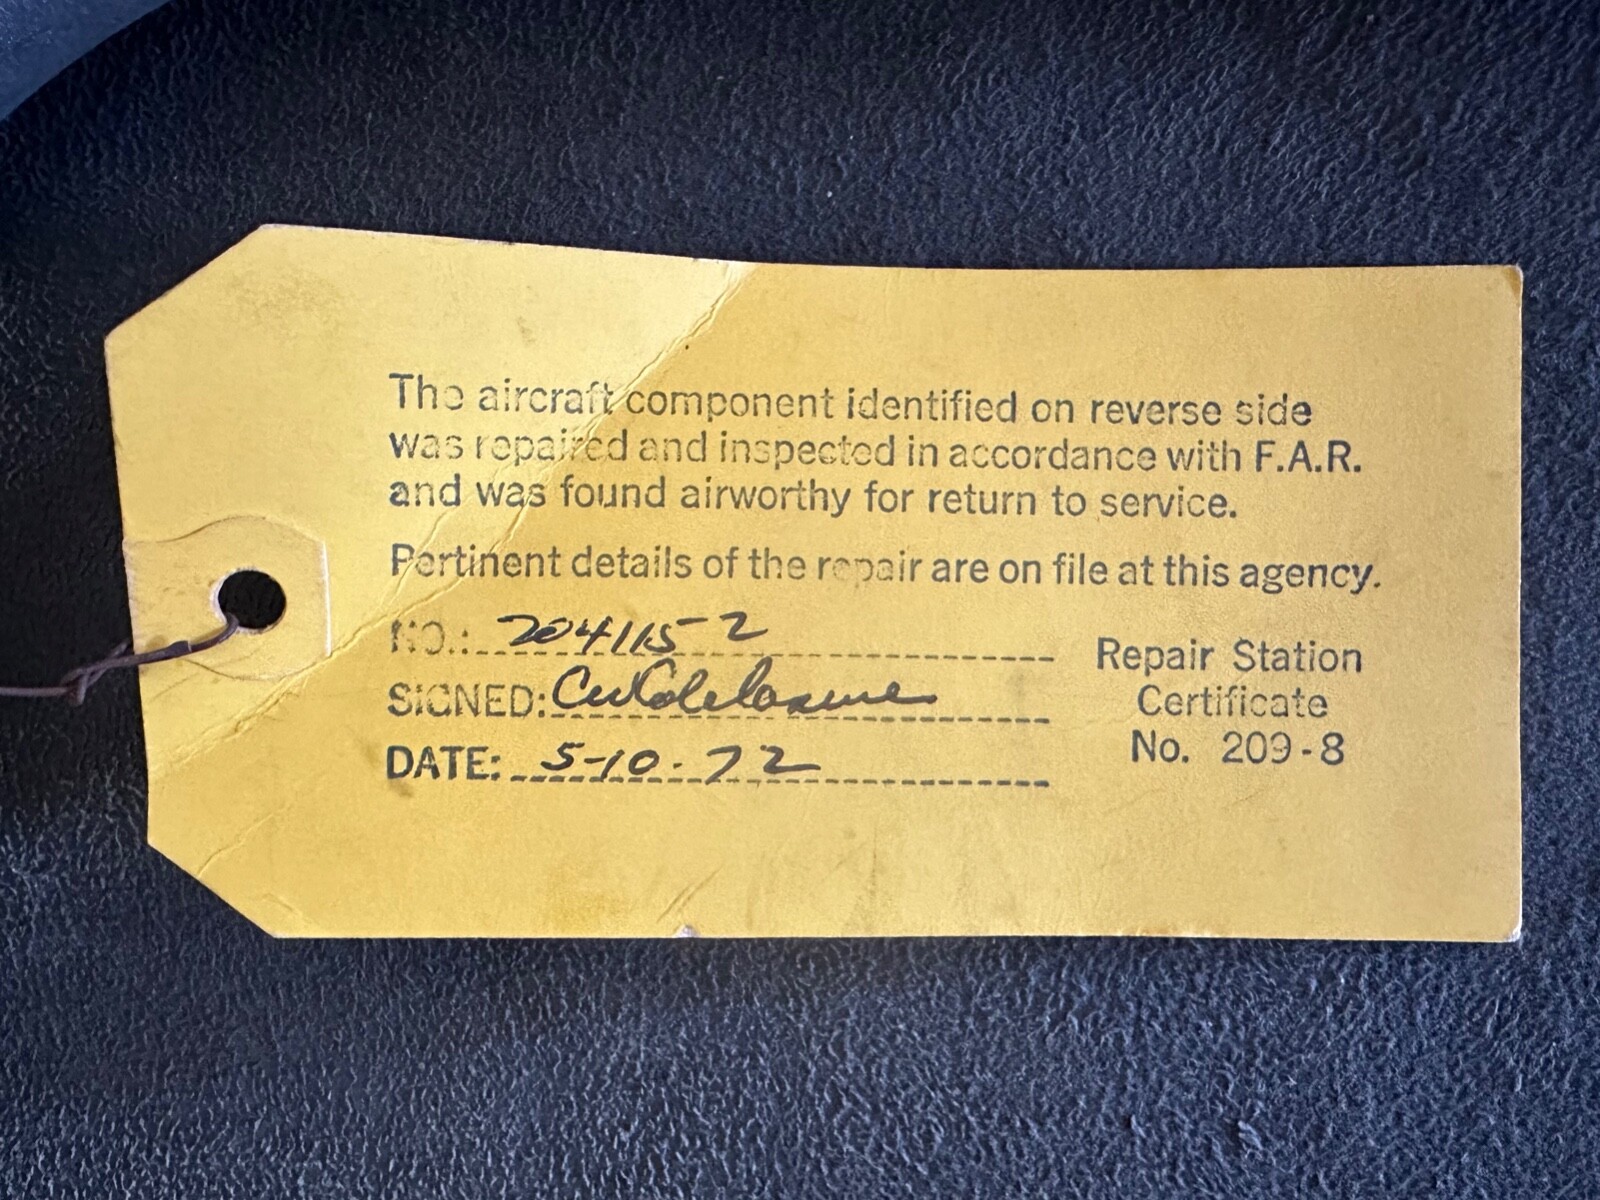 The aircraft component identified on reverse side
was repaired and inspected in accordance with F.A.R.
and was found airworthy for return to service.
Pertinent details of the repair are on file at this agency.
NO.: 2041152
SIGNED:
DATE: 5-10-72
Repair Station
Certificate
No. 209-8